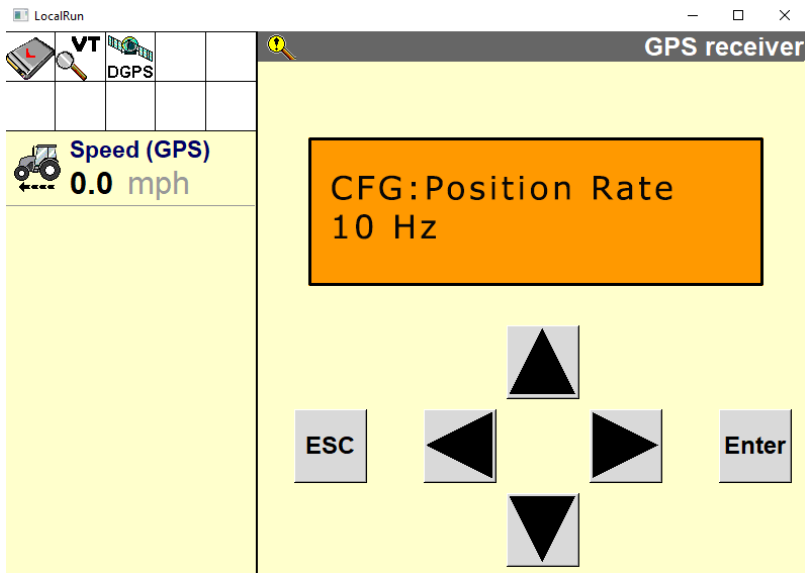 LocalRun
VT
L
DGPS
GPS receiver
Speed (GPS)
0.0 mph
CFG:Position Rate
10 Hz
ESC
Enter